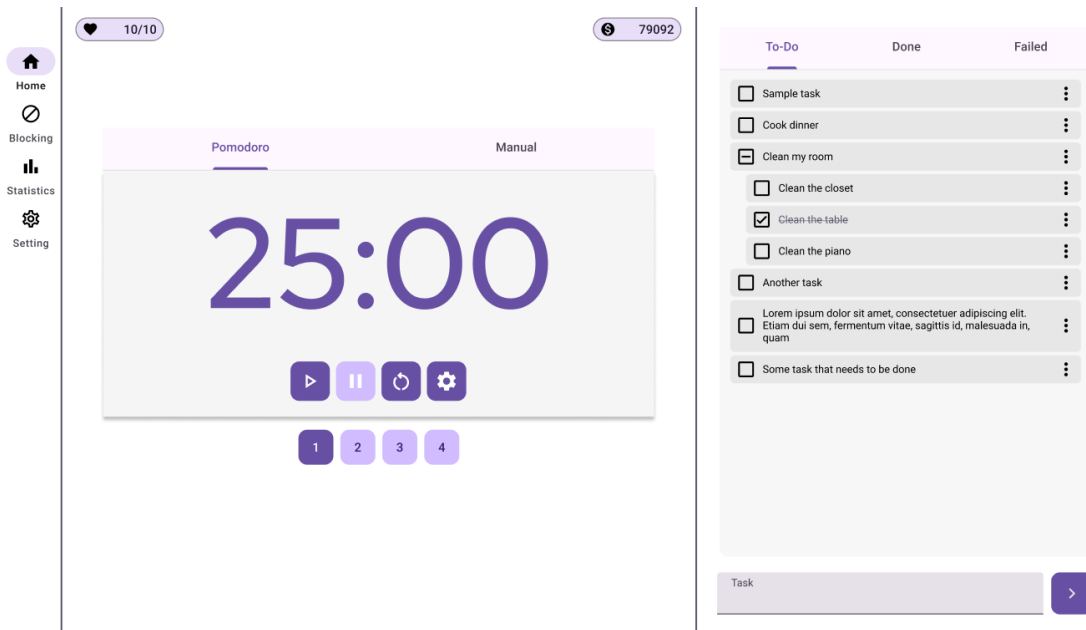 10/10
79092
Home
Blocking
Statistics
Setting
Pomodoro
Manual
25:00
1
2
3
4
To-Do
Done
Failed
Sample task
Cook dinner
Clean my room
Clean the closet
Clean the table
Clean the piano
Another task
Lorem ipsum dolor sit amet, consectetuer adipiscing elit.
Etiam dui sem, fermentum vitae, sagittis id, malesuada in,
quam
Some task that needs to be done
Task